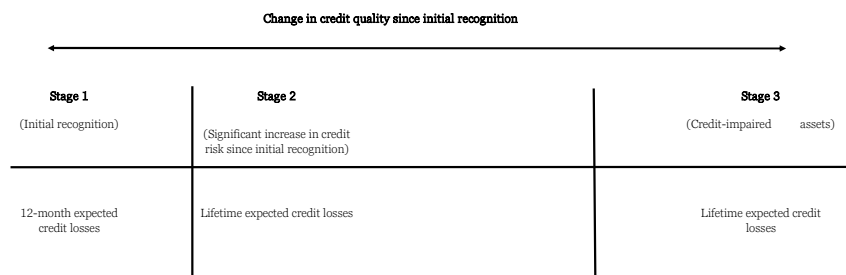 Change in credit quality since initial recognition
Stage 1
(Initial recognition)
Stage 2
(Significant increase in credit
risk since initial recognition)
Stage 3
(Credit-impaired assets)
12-month expected
credit losses
Lifetime expected credit losses
Lifetime expected credit
losses